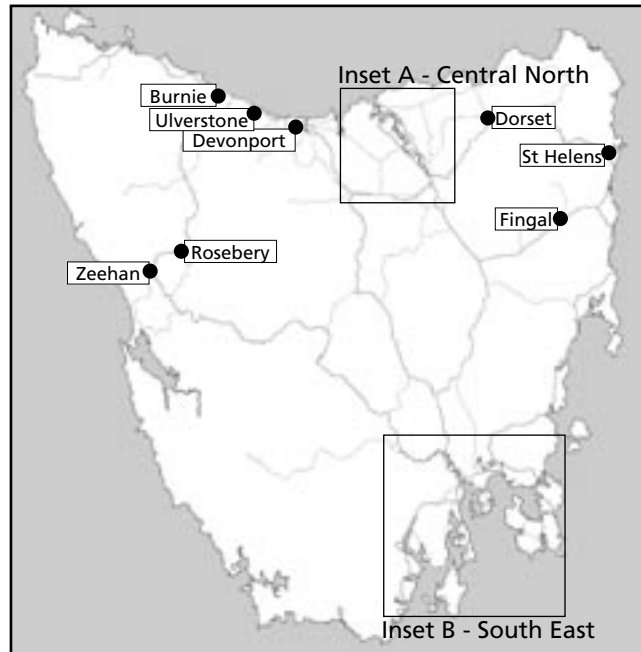 Inset A - Central North
Burnie
Ulverstone
Devonport
Dorset
St Helens
Fingal
Rosebery
Zeehan
Inset B - South East